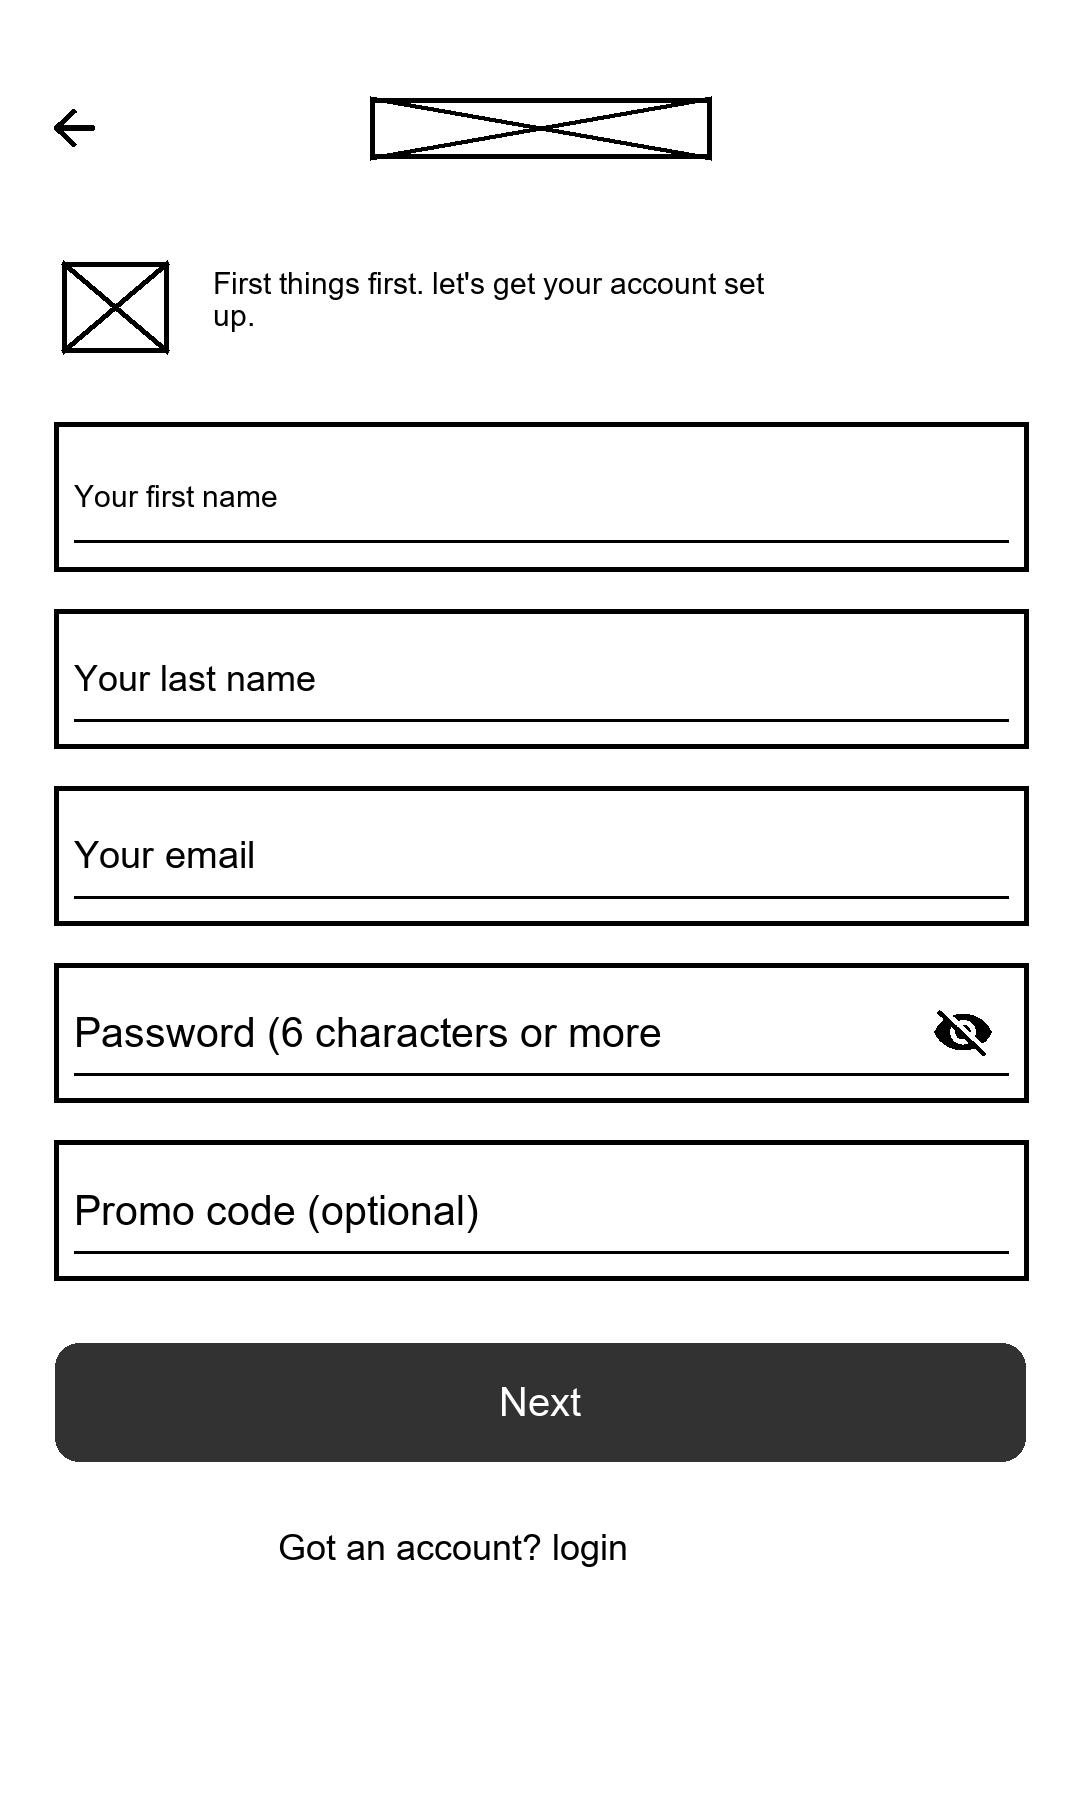 First things first. let's get your account set
up.
Your first name
Your last name
Your email
Password (6 characters or more
Promo code (optional)
Next
Got an account? login